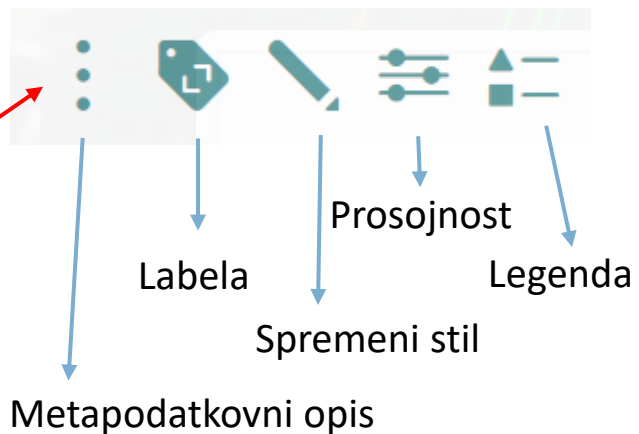 Prosojnost
Labela
Legenda
Spremeni stil
Metapodatkovni opis